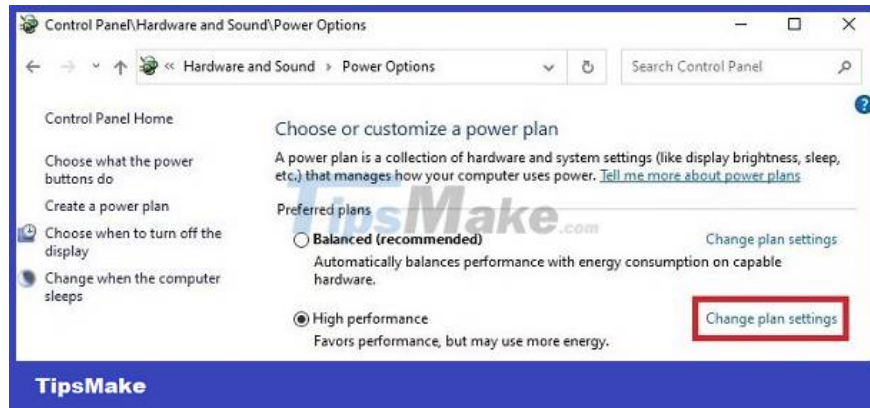 Control Panel\Hardware and Sound\Power Options
« Hardware and Sound › Power Options
Search Control Panel
?
Control Panel Home
Choose what the power
buttons do
Create a power plan
Choose when to turn off the
display
Change when the computer
sleeps
Choose or customize a power plan
A power plan is a collection of hardware and system settings (like display brightness, sleep,
etc.) that manages how your computer uses power. Tell me more about power plans
TipsMake.com
Preferred plans
Balanced (recommended)
Change plan settings
Automatically balances performance with energy consumption on capable
hardware.
High performance
Change plan settings
Favors performance, but may use more energy.
TipsMake